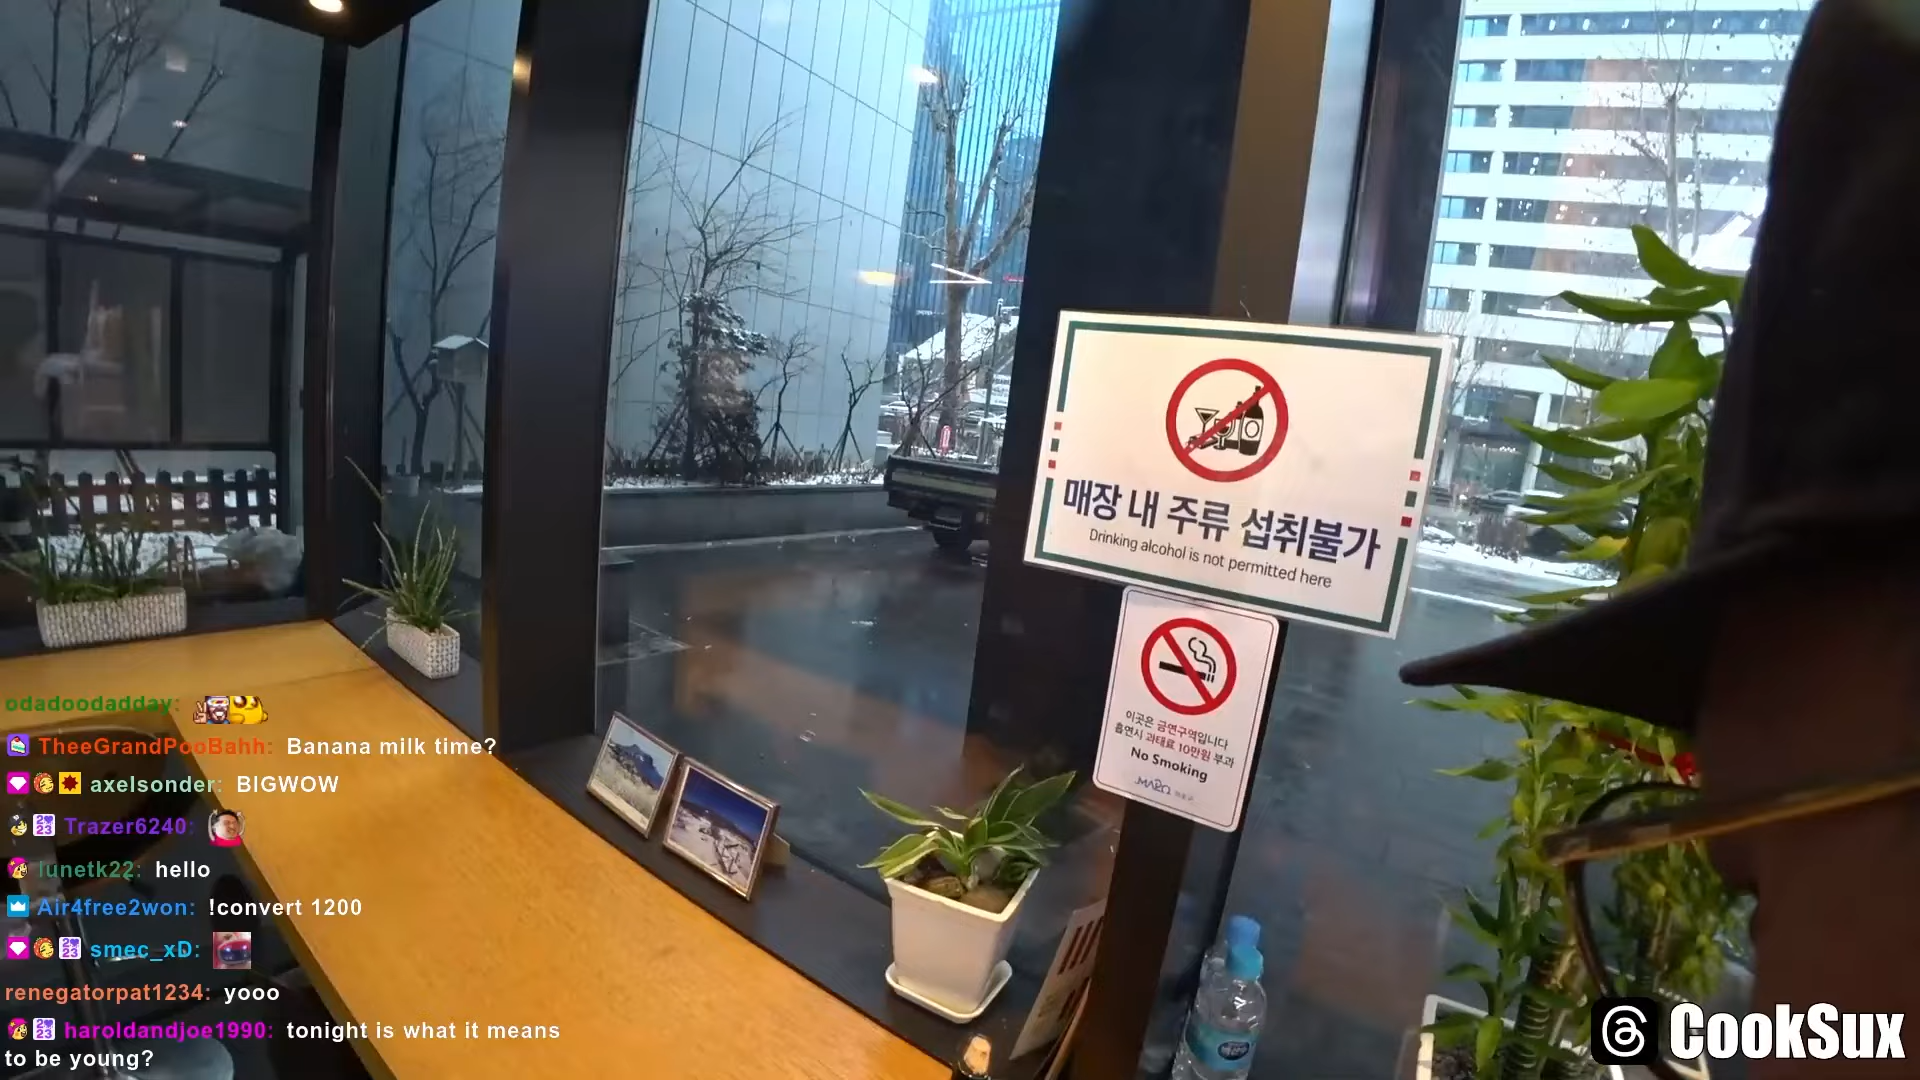 매장 내 주류 섭취불가
Drinking alcohol is not permitted here
이곳은 금연구역입니다
흡연시 과태료 10만원 부과
No Smoking
odadoodadday:
TheeGrandPooBahh: Banana milk time?
axelsonder: BIGWOW
Trazer6240:
lunetk22: hello
Air4free2won: !convert 1200
smec_xD:
renegatorpat1234: yooo
haroldandjoe1990: tonight is what it means
to be young?
CookSux